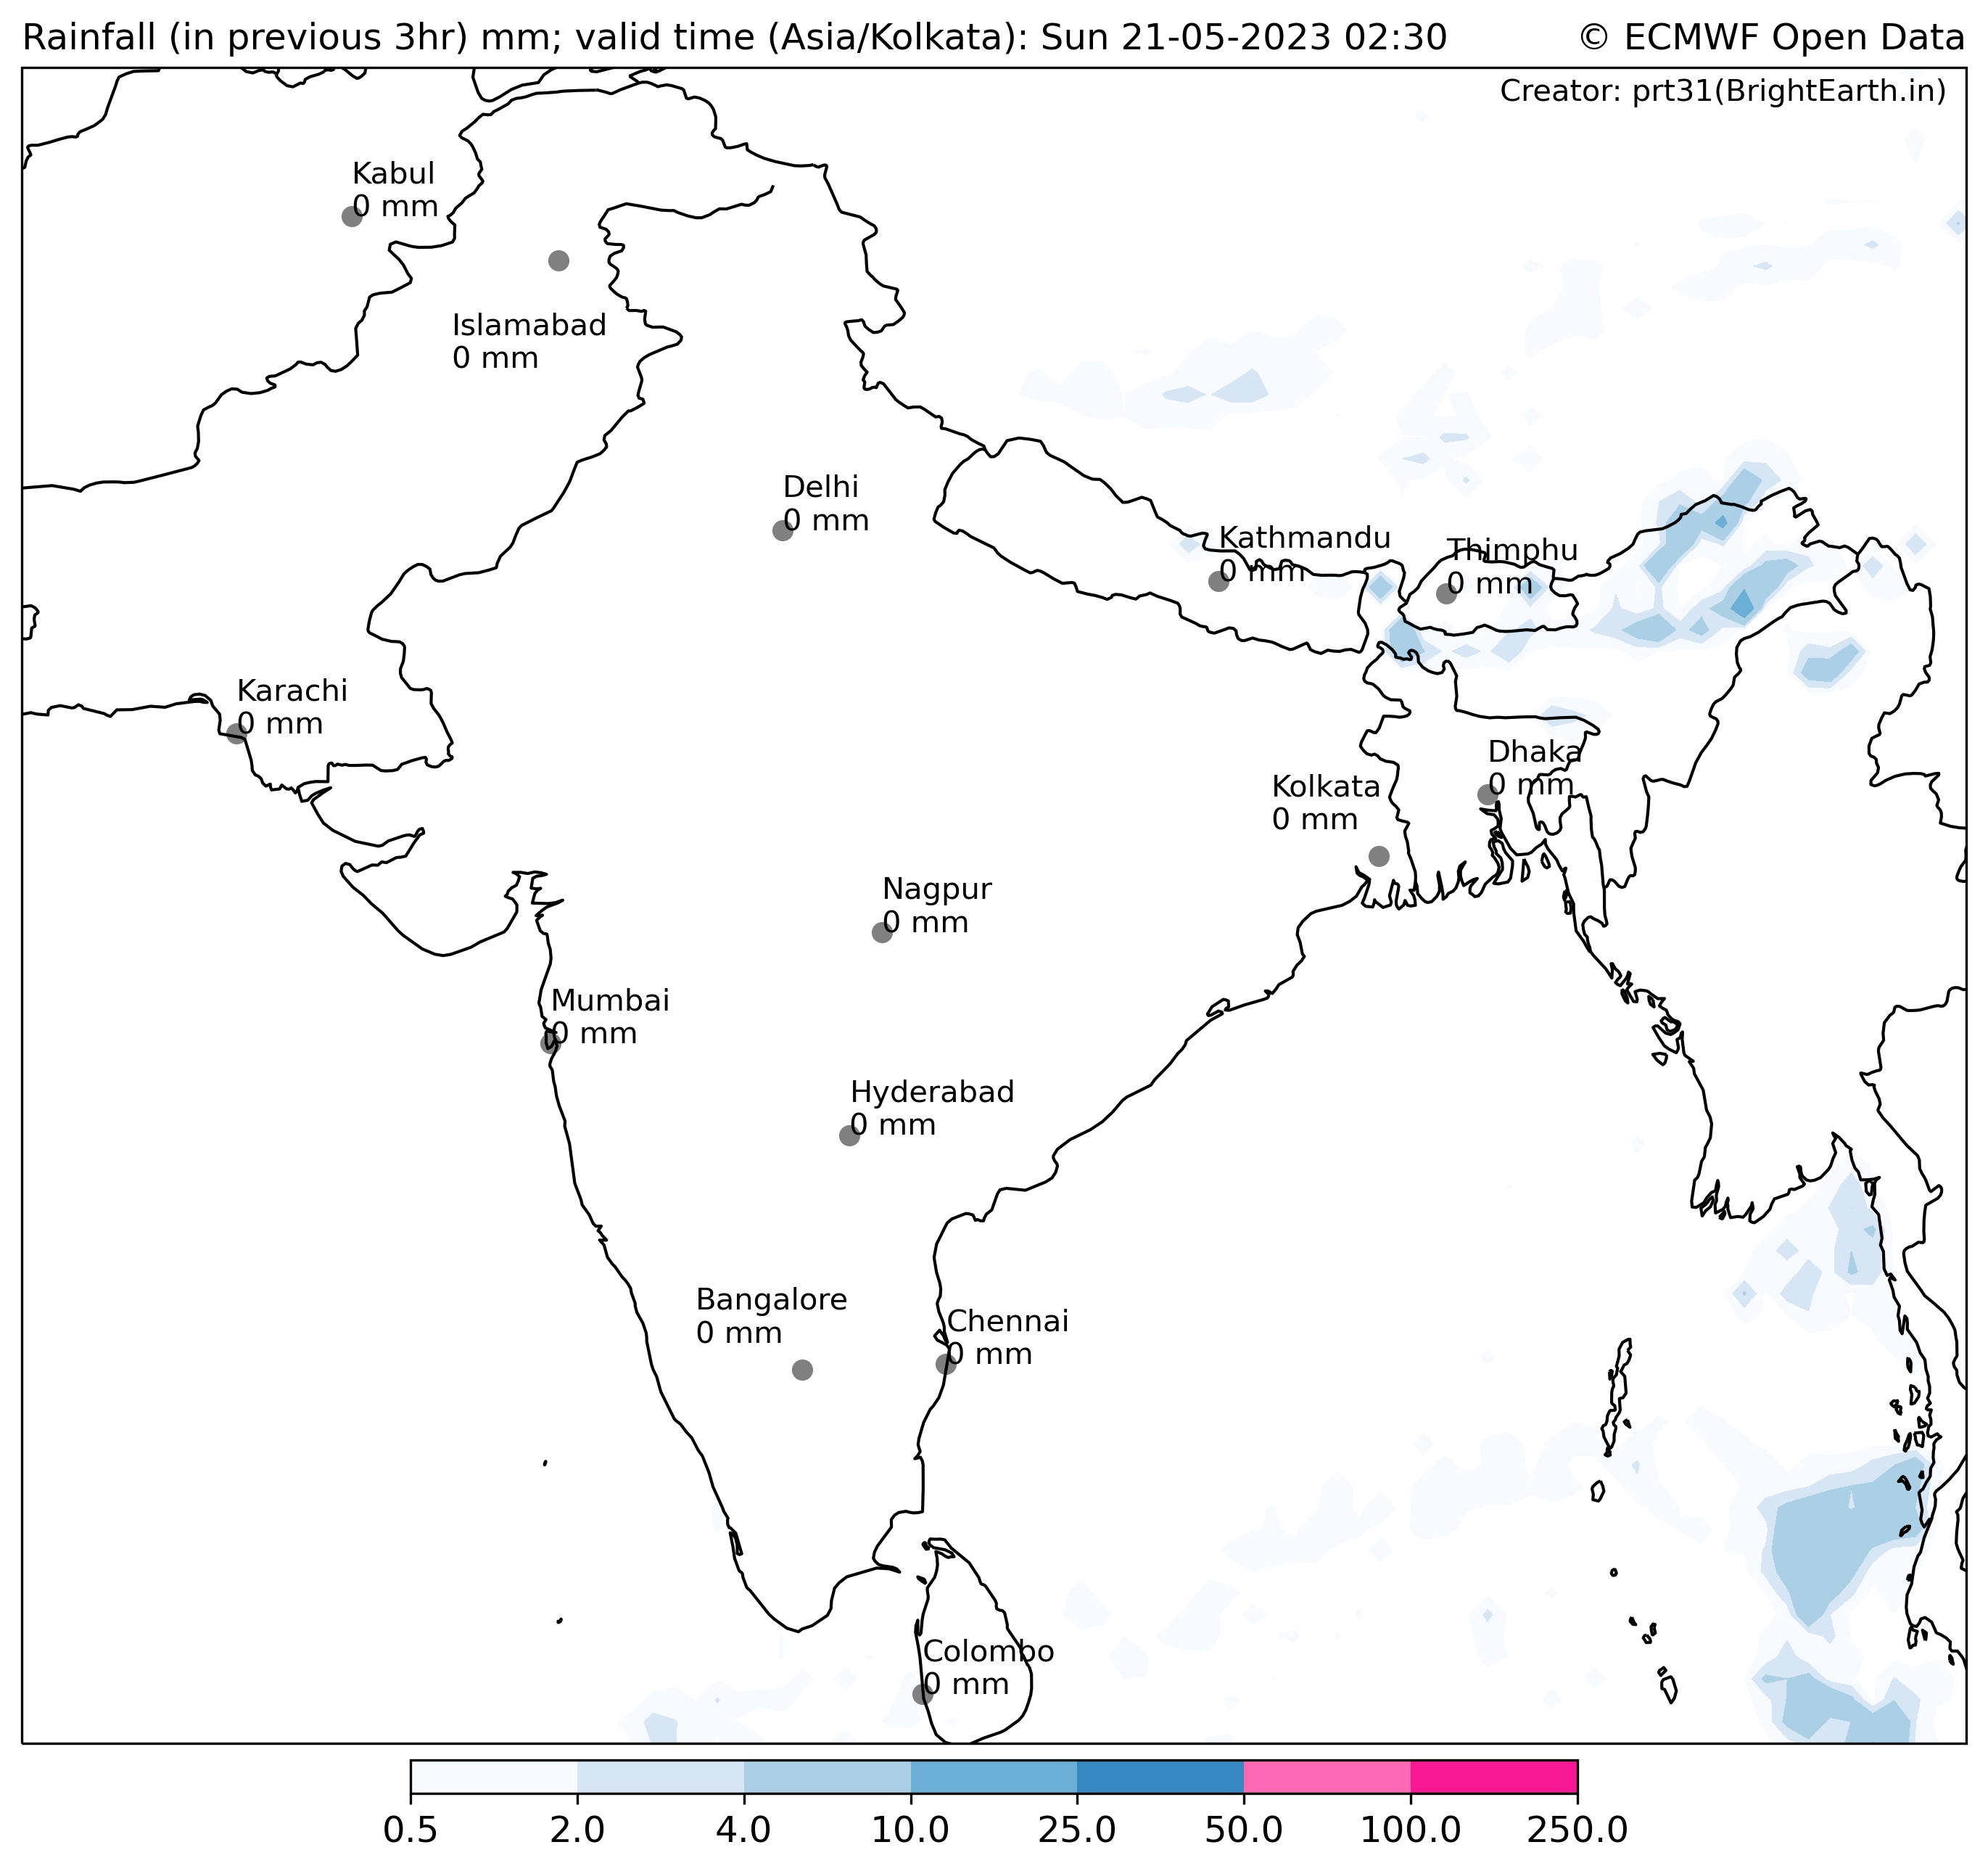 Rainfall (in previous 3hr) mm; valid time (Asia/Kolkata): Sun 21-05-2023 02:30
© ECMWF Open Data
Creator: prt31(BrightEarth.in)
Kabul
0 mm
Islamabad
0 mm
Delhi
0 mm
Kathmandu
0 mm
Thimphu
0 mm
Karachi
0 mm
Dhaka
0 mm
Kolkata
0 mm
Nagpur
0 mm
Mumbai
0 mm
Hyderabad
0 mm
Bangalore
0 mm
Chennai
0 mm
Colombo
0 mm
0.5 2.0 4.0 10.0 25.0 50.0 100.0 250.0